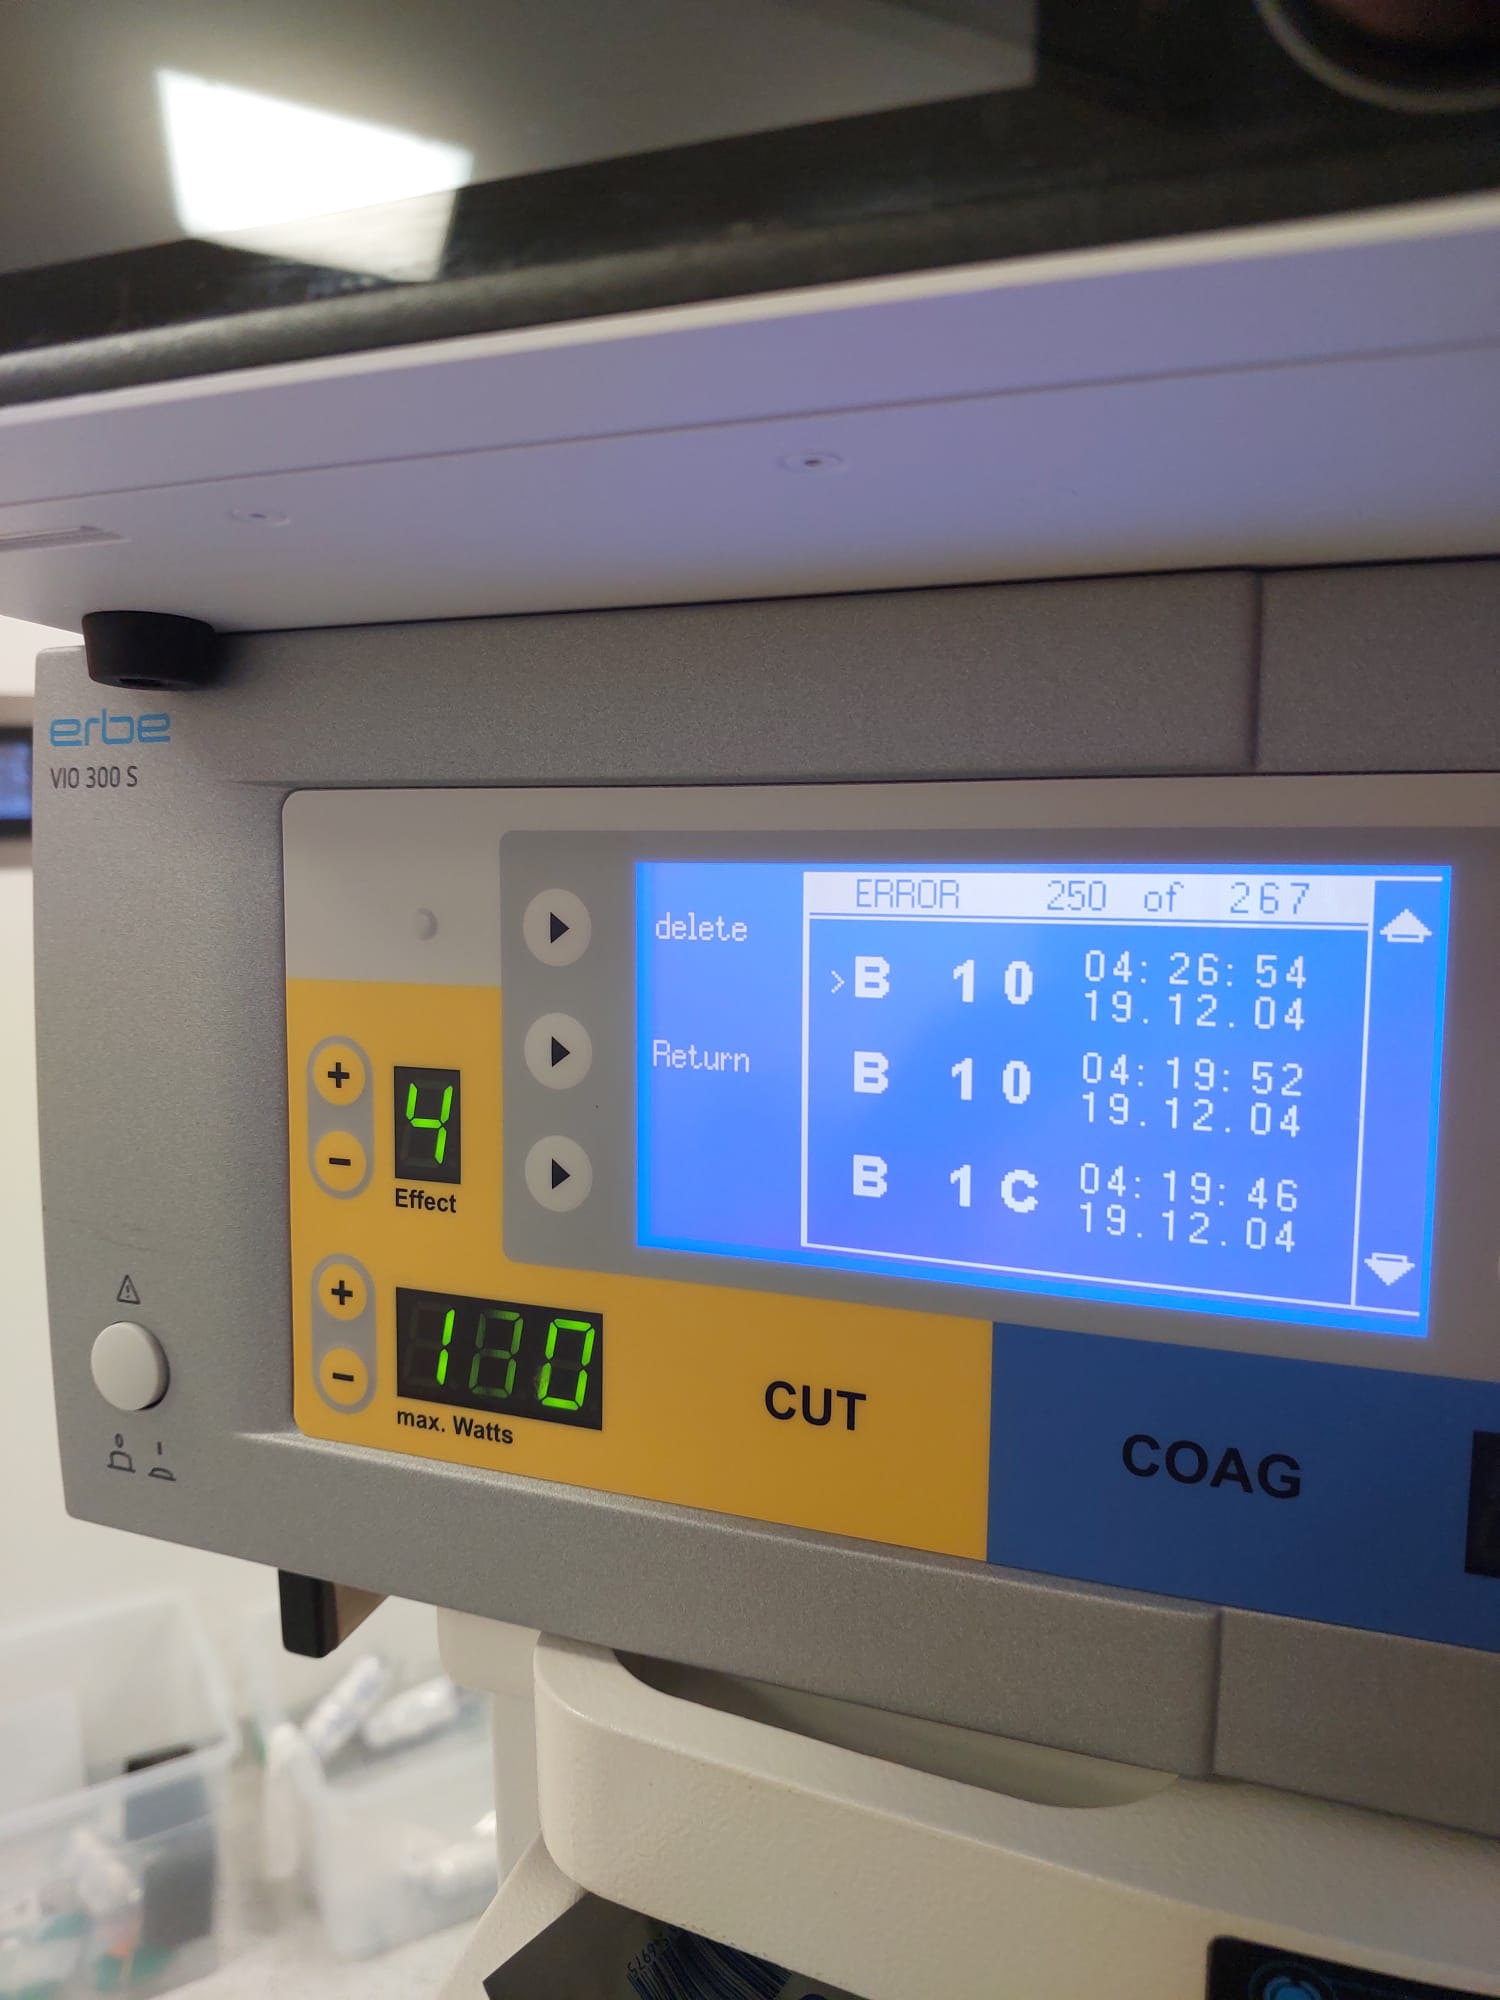 erbe
VIO 300 S
delete
Return
ERROR 250 of 267
>B 10 04:26:54
19.12.04
B 10 04:19:52
19.12.04
B 1C 04:19:46
19.12.04
+
-
4
Effect
+
-
max. Watts
CUT
COAG